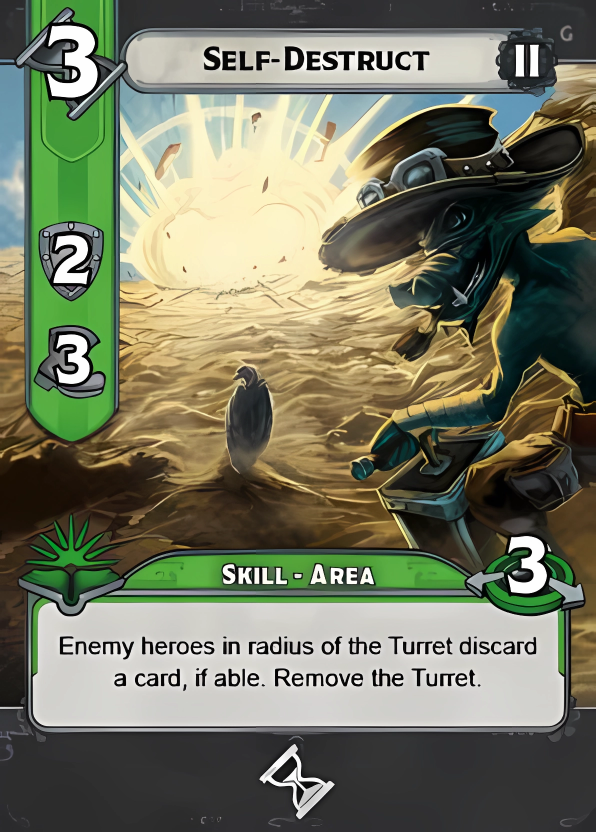 3
SELF-DESTRUCT
II
G
2
3
SKILL - AREA
3
Enemy heroes in radius of the Turret discard
a card, if able. Remove the Turret.